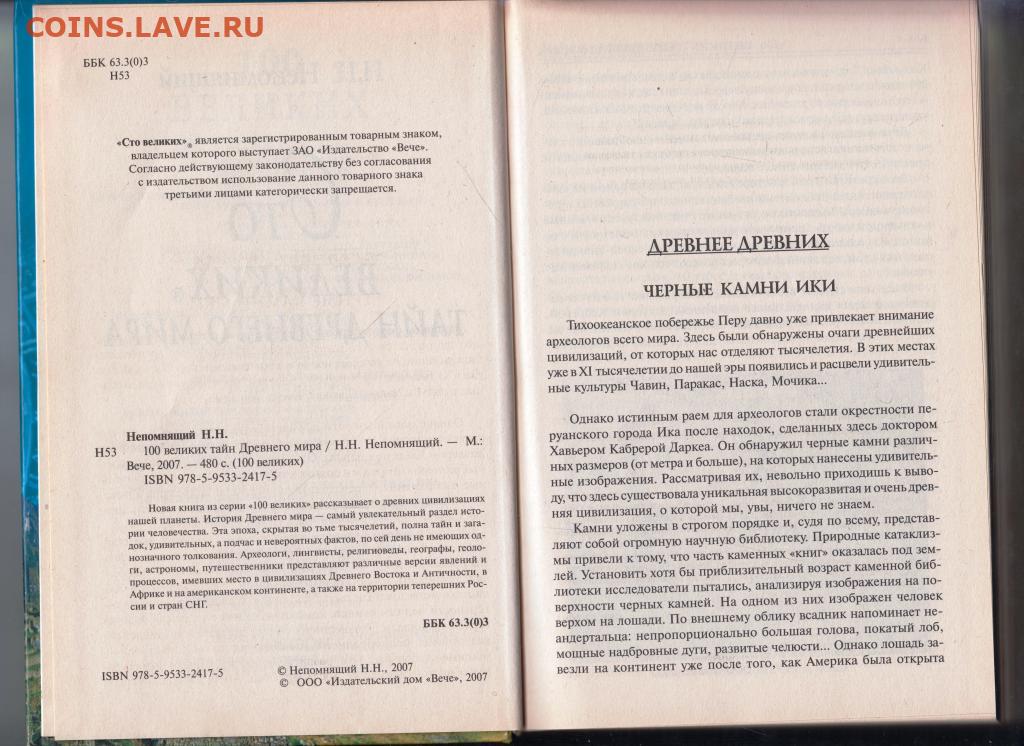 COINS.LAVE.RU
ББК 63.3(0)3
Н53
«Сто великих»® является зарегистрированным товарным знаком,
владельцем которого выступает ЗАО «Издательство «Вече».
Согласно действующему законодательству без согласования
с издательством использование данного товарного знака
третьими лицами категорически запрещается.
Непомнящий Н.Н.
Н53 100 великих тайн Древнего мира / Н.Н. Непомнящий. — М.:
Вече, 2007. — 480 с. (100 великих)
ISBN 978-5-9533-2417-5
Новая книга из серии «100 великих» рассказывает о древних цивилизациях
нашей планеты. История Древнего мира – самый увлекательный раздел исто-
рии человечества. Эта эпоха, скрытая во тьме тысячелетий, полна тайн и зага-
док, удивительных, а подчас и невероятных фактов, по сей день не имеющих од-
нозначного толкования. Археологи, лингвисты, религиоведы, географы, геоло-
ги, астрономы, путешественники представляют различные версии явлений и
процессов, имевших место в цивилизациях Древнего Востока и Античности, в
Африке и на американском континенте, а также на территории теперешних Рос-
сии и стран СНГ.
ББК 63.3(0)3
ISBN 978-5-9533-2417-5
© Непомнящий Н.Н., 2007
© ООО «Издательский дом «Вече», 2007
ДРЕВНЕЕ ДРЕВНИХ
ЧЕРНЫЕ КАМНИ ИКИ
Тихоокеанское побережье Перу давно уже привлекает внимание
археологов всего мира. Здесь были обнаружены очаги древнейших
цивилизаций, от которых нас отделяют тысячелетия. В этих местах
уже в XI тысячелетии до нашей эры появились и расцвели удивитель-
ные культуры Чавин, Паракас, Наска, Мочика...
Однако истинным раем для археологов стали окрестности пе-
руанского города Ика после находок, сделанных здесь доктором
Хавьером Кабрерой Даркеа. Он обнаружил черные камни различ-
ных размеров (от метра и больше), на которых нанесены удивитель-
ные изображения. Рассматривая их, невольно приходишь к выво-
ду, что здесь существовала уникальная высокоразвитая и очень древ-
няя цивилизация, о которой мы, увы, ничего не знаем.
Камни уложены в строгом порядке и, судя по всему, представ-
ляют собой огромную научную библиотеку. Природные катаклиз-
мы привели к тому, что часть каменных «книг» оказалась под зем-
лей. Установить хотя бы приблизительный возраст каменной биб-
лиотеки исследователи пытались, анализируя изображения на по-
верхности черных камней. На одном из них изображен человек
верхом на лошади. По внешнему облику всадник напоминает не-
андертальца: непропорционально большая голова, покатый лоб,
мощные надбровные дуги, развитые челюсти... Однако лошадь за-
везли на континент уже после того, как Америка была открыта